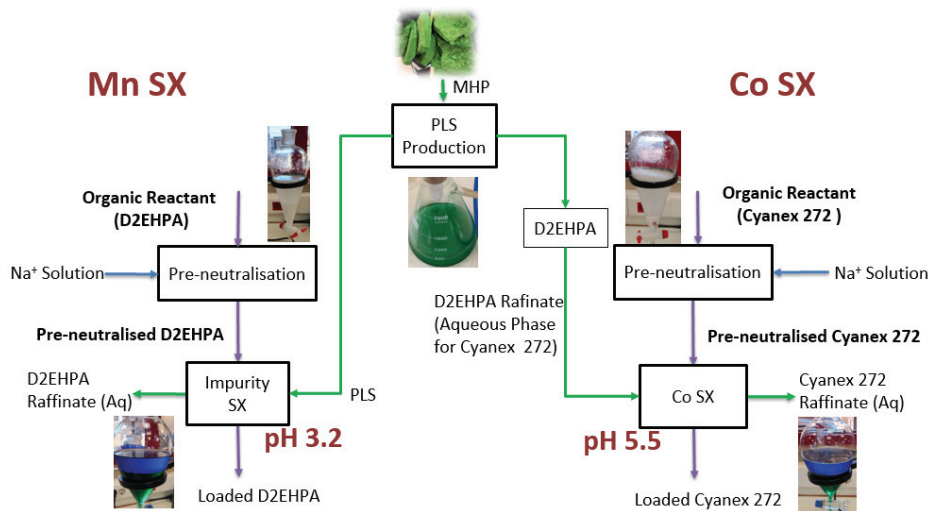 Mn SX
Co SX
MHP
PLS
Production
Organic Reactant
(D2EHPA)
Na⁺ Solution
Pre-neutralisation
Pre-neutralised D2EHPA
D2EHPA
Raffinate (Aq)
Impurity
SX
PLS
pH 3.2
Loaded D2EHPA
D2EHPA
D2EHPA Rafinate
(Aqueous Phase
for Cyanex 272)
Organic Reactant
(Cyanex 272 )
Pre-neutralisation
Na⁺ Solution
Pre-neutralised Cyanex 272
Co SX
Cyanex 272
Raffinate (Aq)
pH 5.5
Loaded Cyanex 272